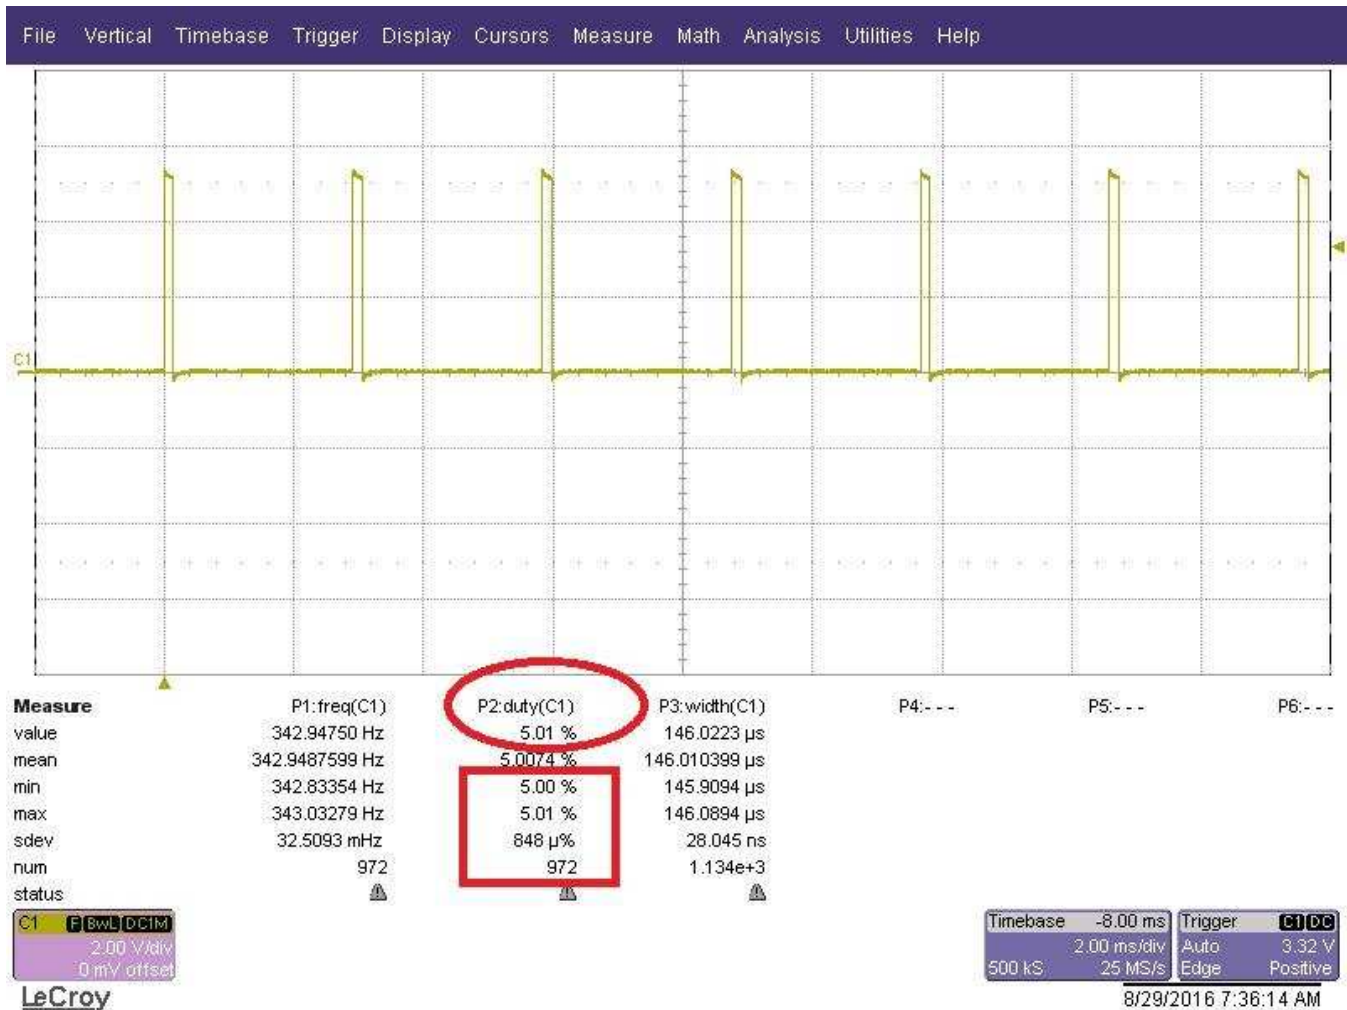 File Vertical Timebase Trigger Display Cursors Measure Math Analysis Utilities Help
C1
Measure P1:freq(C1) P2:duty(C1) P3:width(C1) P4:- - - P5:- - - P6:- - -
value 342.94750 Hz 5.01 % 146.0223 µs
mean 342.9487599 Hz 5.0074 % 146.010399 µs
min 342.83354 Hz 5.00 % 145.9094 µs
max 343.03279 Hz 5.01 % 146.0894 µs
sdev 32.5093 mHz 848 µ% 28.045 ns
num 972 972 1.134e+3
status
C1 F BwL DC1M Timebase -8.00 ms Trigger C1 DC
2.00 V/div 2.00 ms/div Auto 3.32 V
0 mV offset 500 kS 25 MS/s Edge Positive
LeCroy 8/29/2016 7:36:14 AM